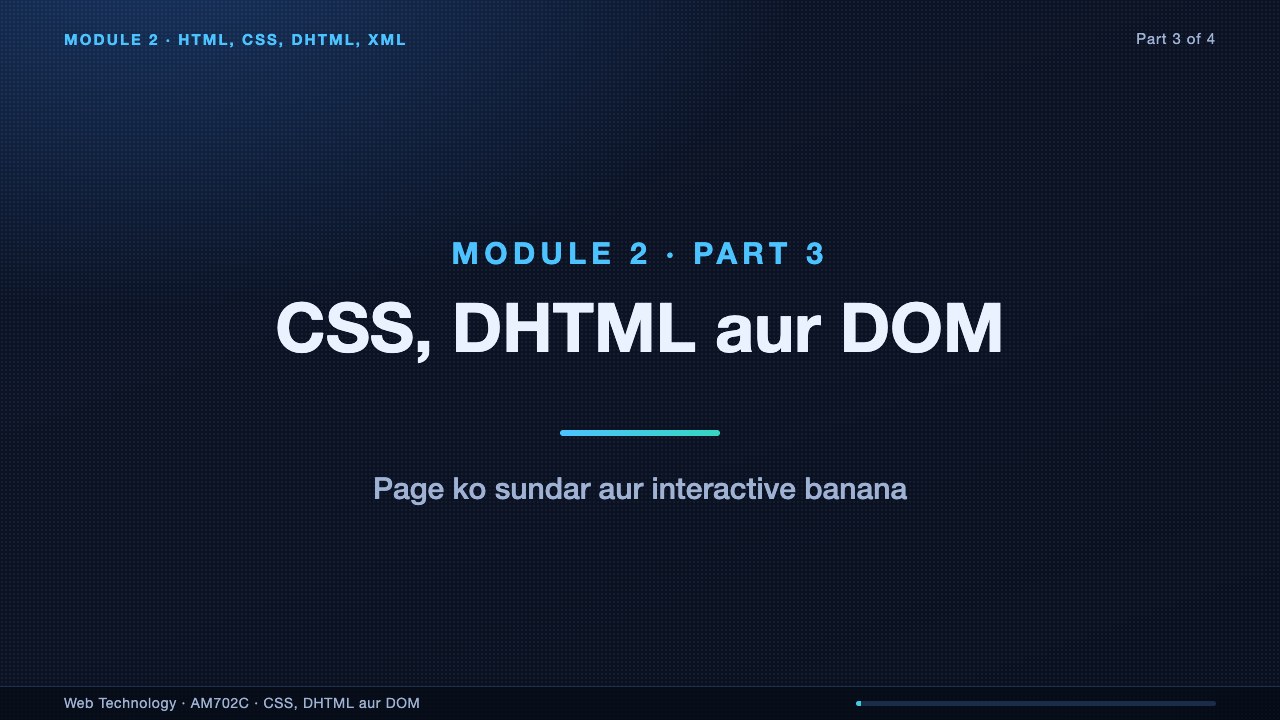 MODULE 2 · HTML, CSS, DHTML, XML
Part 3 of 4
MODULE 2 · PART 3
CSS, DHTML aur DOM
Page ko sundar aur interactive banana
Web Technology · AM702C · CSS, DHTML aur DOM